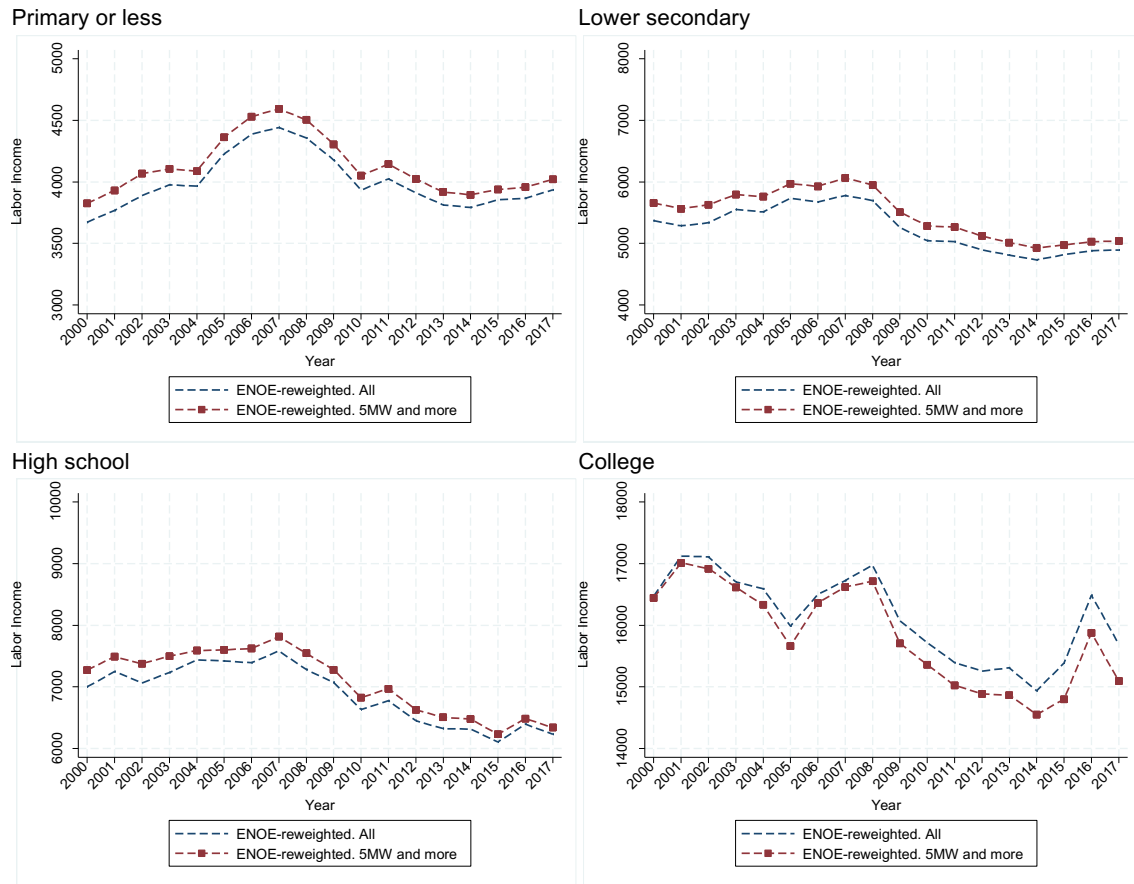 Primary or less
Labor Income
5000
4500
4000
3500
3000
2000 2001 2002 2003 2004 2005 2006 2007 2008 2009 2010 2011 2012 2013 2014 2015 2016 2017
Year
ENOE-reweighted. All
ENOE-reweighted. 5MW and more
Lower secondary
Labor Income
8000
7000
6000
5000
4000
2000 2001 2002 2003 2004 2005 2006 2007 2008 2009 2010 2011 2012 2013 2014 2015 2016 2017
Year
ENOE-reweighted. All
ENOE-reweighted. 5MW and more
High school
Labor Income
10000
9000
8000
7000
6000
2000 2001 2002 2003 2004 2005 2006 2007 2008 2009 2010 2011 2012 2013 2014 2015 2016 2017
Year
ENOE-reweighted. All
ENOE-reweighted. 5MW and more
College
Labor Income
18000
17000
16000
15000
14000
2000 2001 2002 2003 2004 2005 2006 2007 2008 2009 2010 2011 2012 2013 2014 2015 2016 2017
Year
ENOE-reweighted. All
ENOE-reweighted. 5MW and more